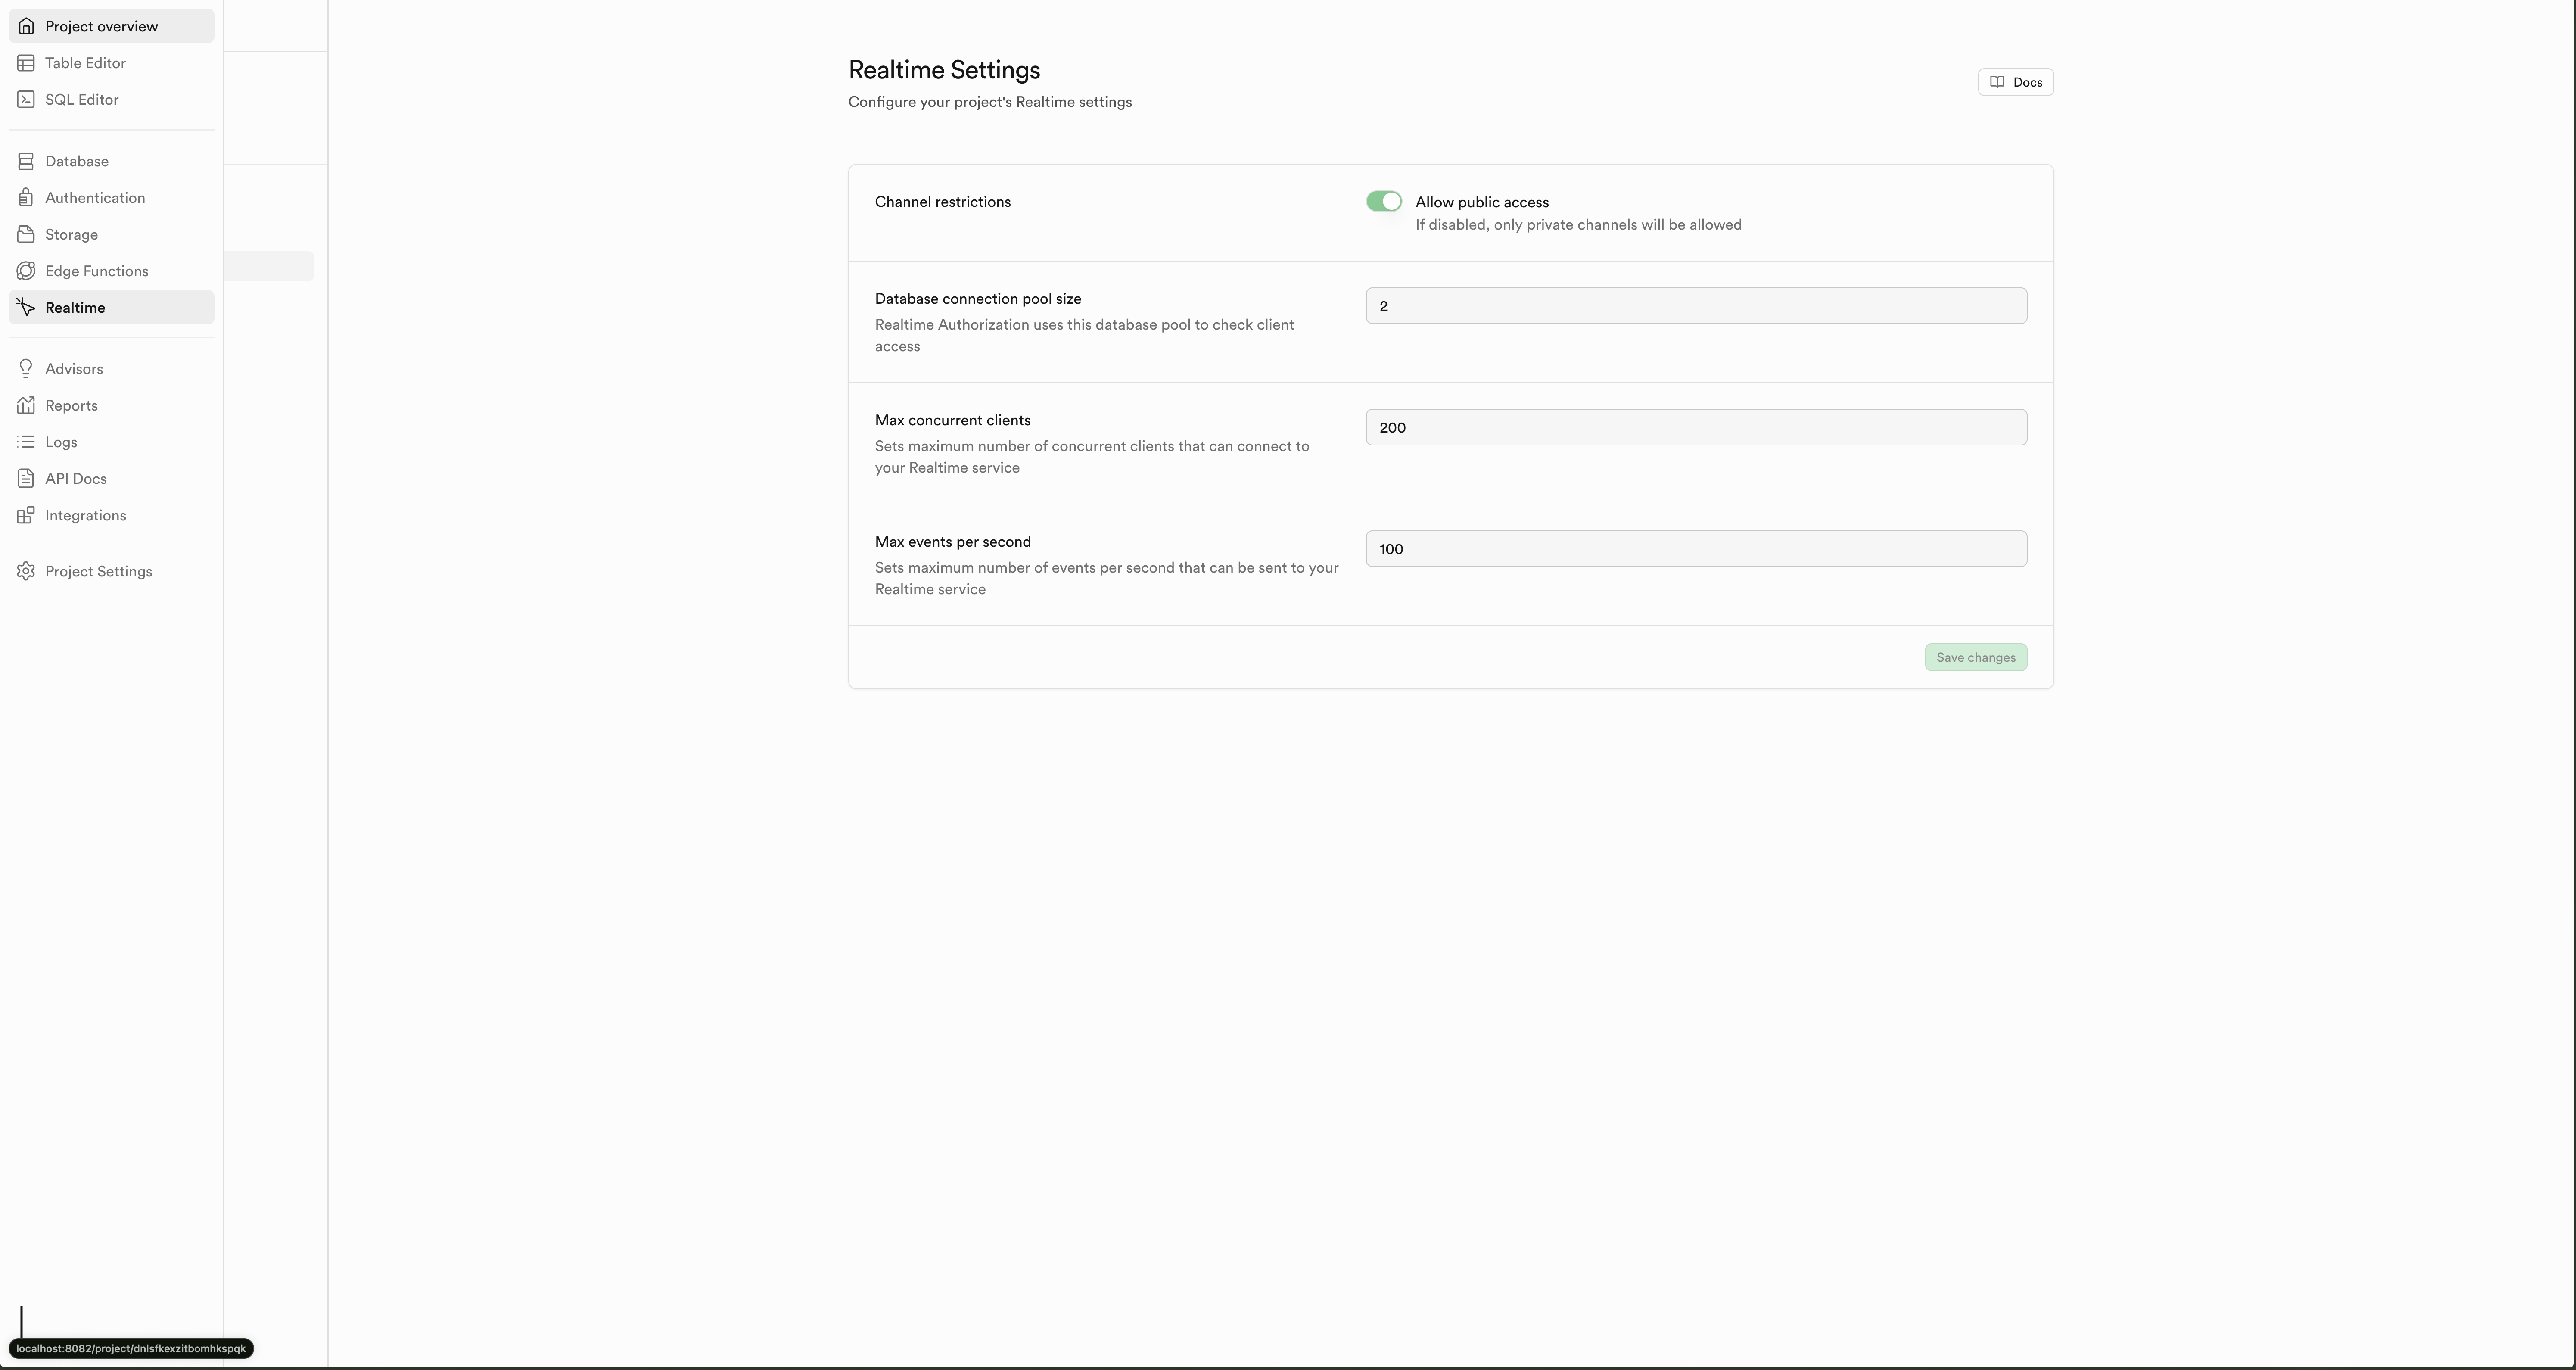 Project overview
Table Editor
SQL Editor
Database
Authentication
Storage
Edge Functions
Realtime
Advisors
Reports
Logs
API Docs
Integrations
Project Settings
Realtime Settings
Configure your project's Realtime settings
Docs
Channel restrictions
Allow public access
If disabled, only private channels will be allowed
Database connection pool size
Realtime Authorization uses this database pool to check client
access
2
Max concurrent clients
Sets maximum number of concurrent clients that can connect to
your Realtime service
200
Max events per second
Sets maximum number of events per second that can be sent to your
Realtime service
100
Save changes
localhost:8082/project/dnlsfkexzitbomhkspqk